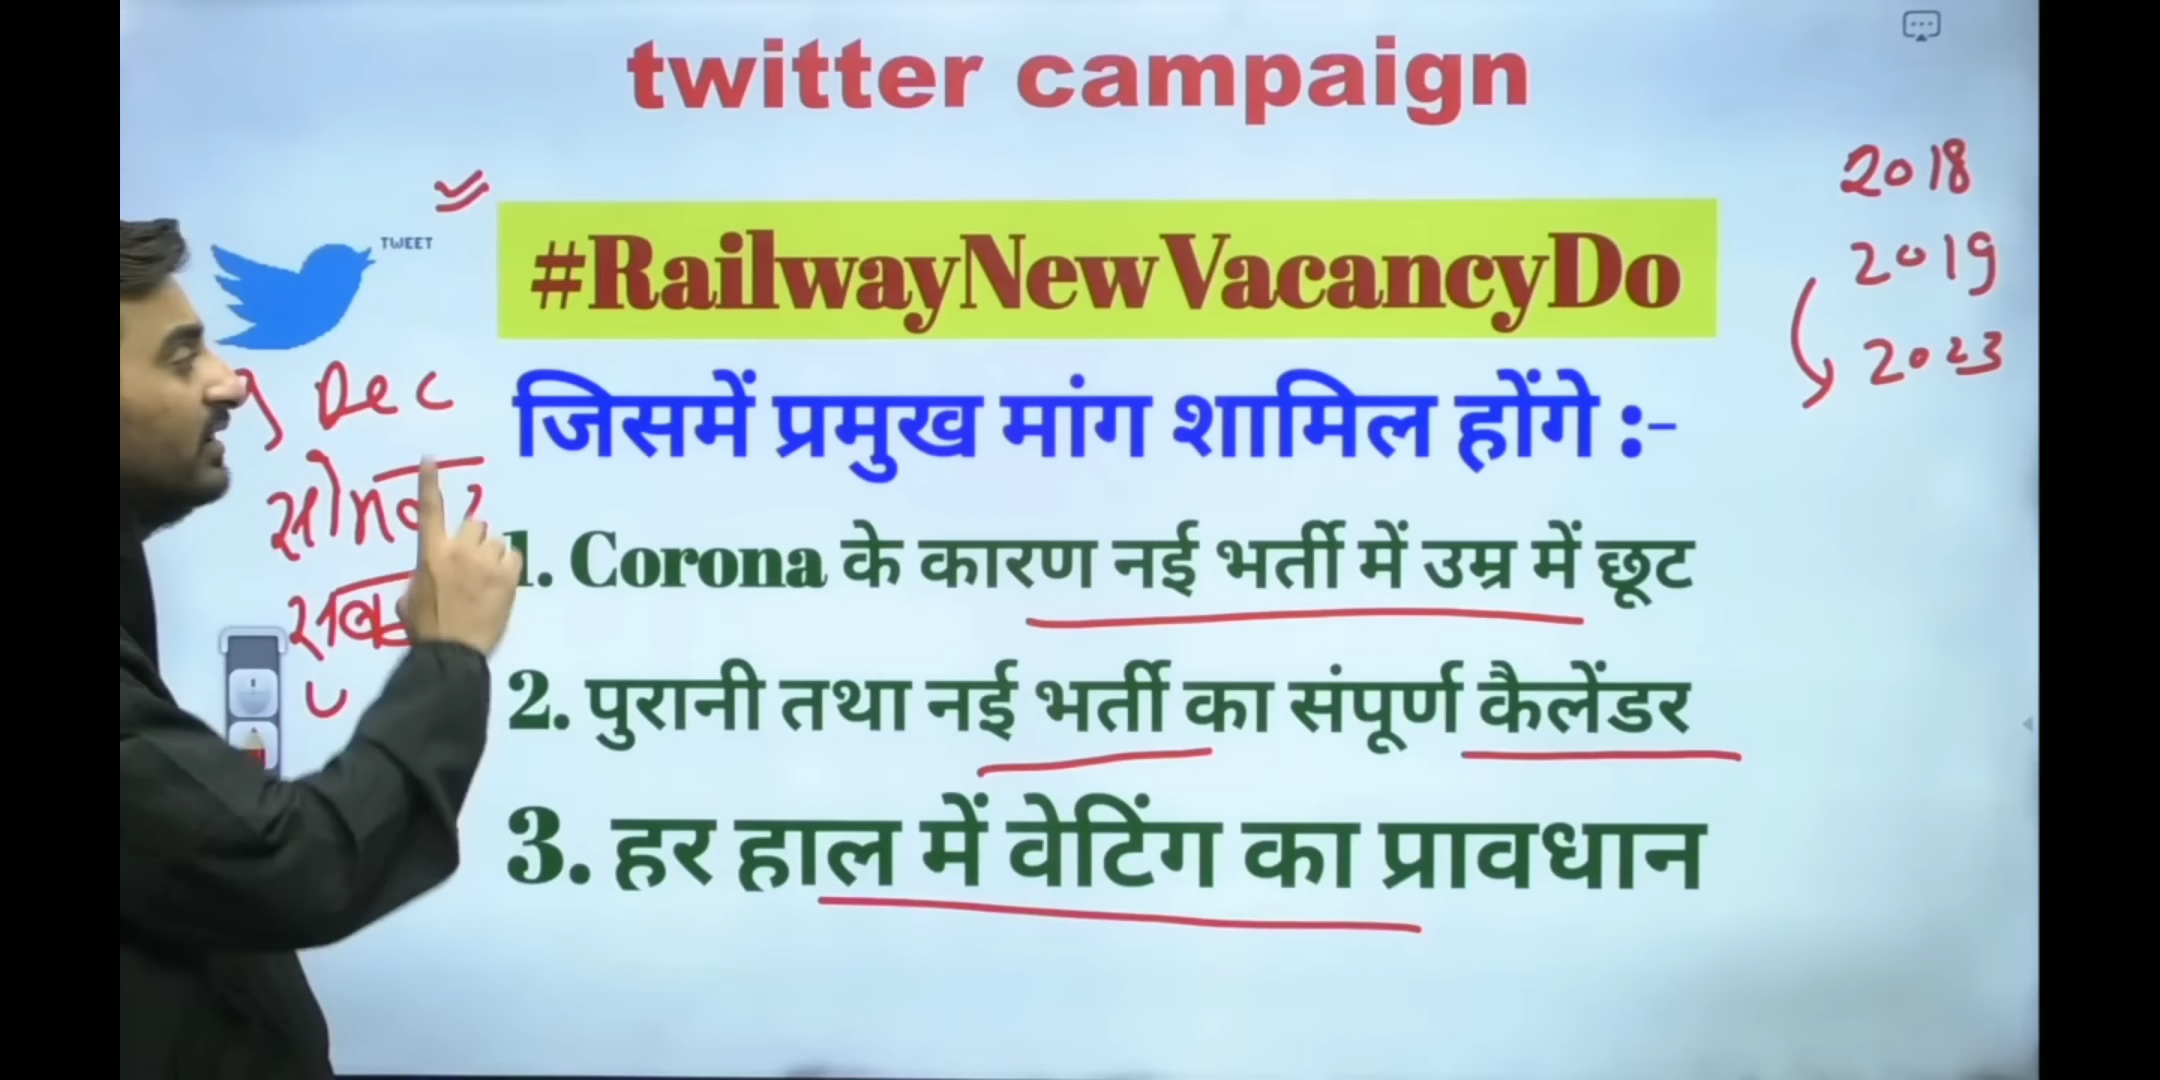 twitter campaign
TWEET
#RailwayNewVacancyDo
2018
2019
2023
Dec
जिसमें प्रमुख मांग शामिल होंगे :-
1. Corona के कारण नई भर्ती में उम्र में छूट
2. पुरानी तथा नई भर्ती का संपूर्ण कैलेंडर
3. हर हाल में वेटिंग का प्रावधान